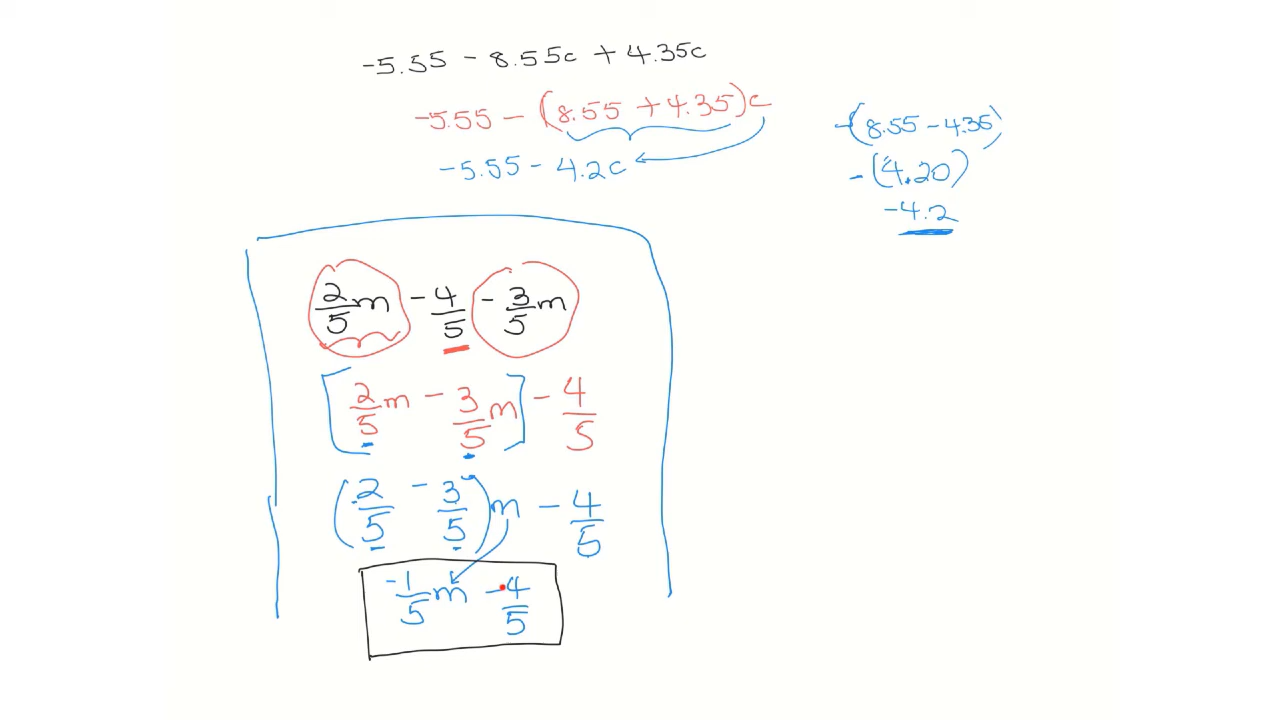 -5.55 - 8.55c + 4.35c
-5.55 - (8.55 + 4.35)c
-5.55 - 4.2c
-(8.55 - 4.35)
-(4.20)
-4.2
2/5 m - 4/5 - 3/5 m
[2/5 m - 3/5 m] - 4/5
(2/5 - 3/5)m - 4/5
-1/5 m - 4/5